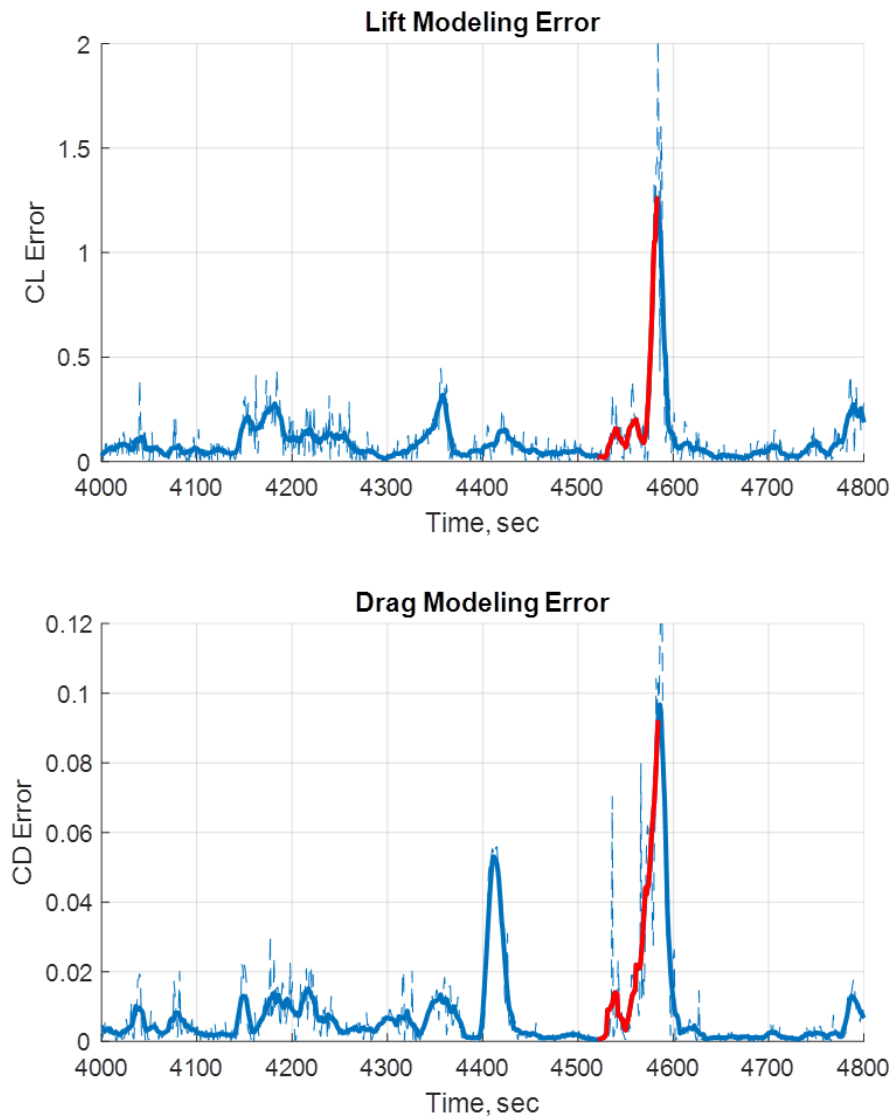 Lift Modeling Error
2
1.5
1
0.5
0
CL Error
4000 4100 4200 4300 4400 4500 4600 4700 4800
Time, sec
Drag Modeling Error
0.12
0.1
0.08
0.06
0.04
0.02
0
CD Error
4000 4100 4200 4300 4400 4500 4600 4700 4800
Time, sec